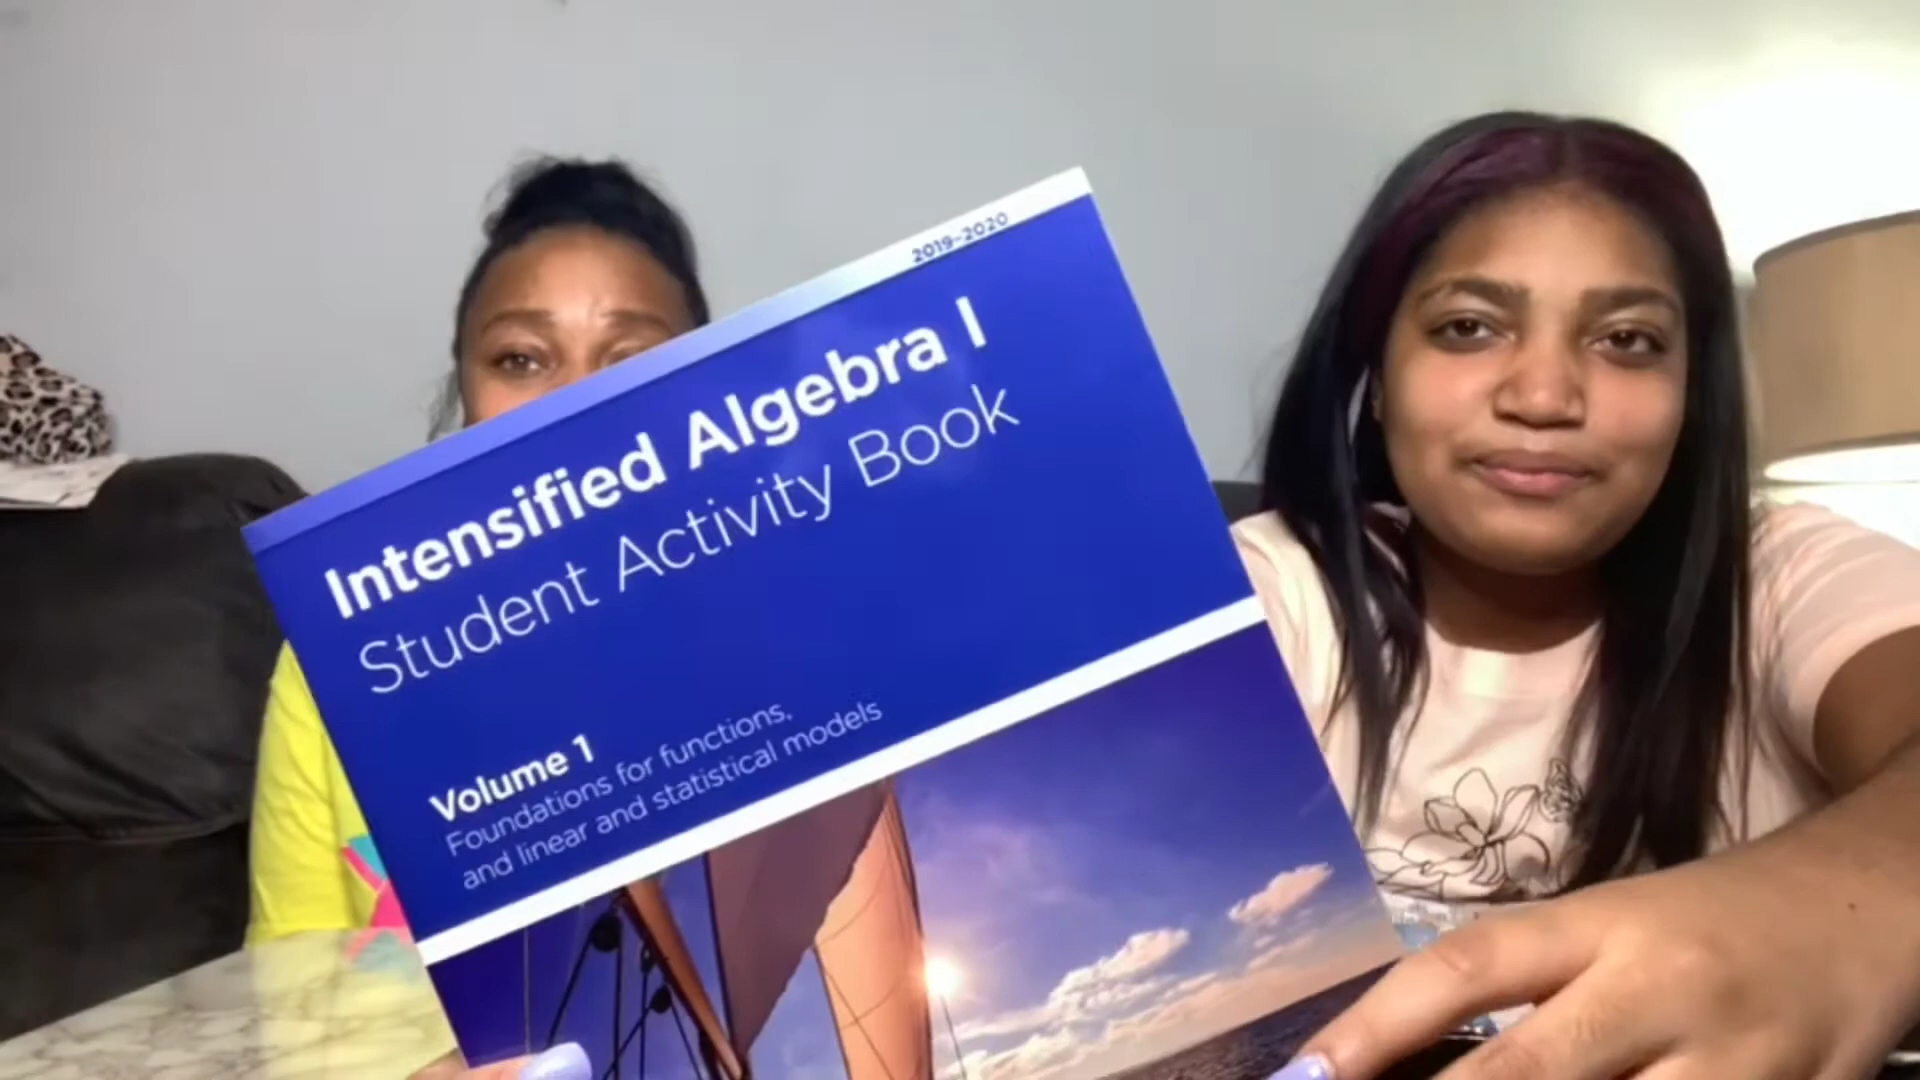 2019-2020
Intensified Algebra I
Student Activity Book
Volume 1
Foundations for functions,
and linear and statistical models